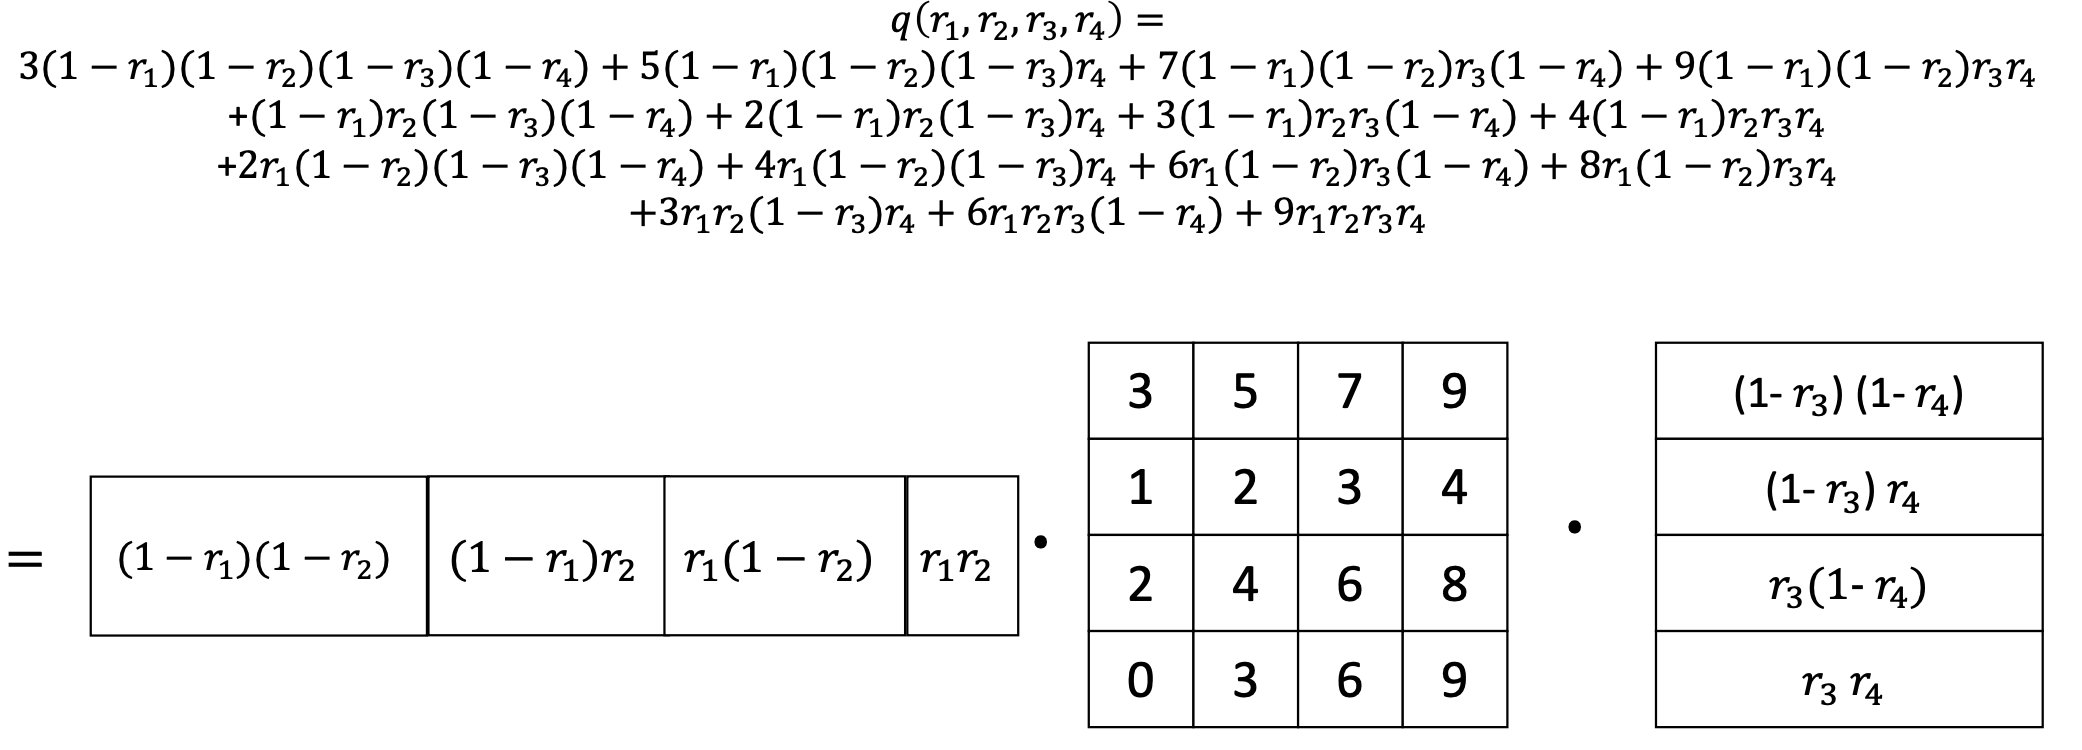 q(r₁, r₂, r₃, r₄) =
3(1 − r₁)(1 − r₂)(1 − r₃)(1 − r₄) + 5(1 − r₁)(1 − r₂)(1 − r₃)r₄ + 7(1 − r₁)(1 − r₂)r₃(1 − r₄) + 9(1 − r₁)(1 − r₂)r₃r₄
+(1 − r₁)r₂(1 − r₃)(1 − r₄) + 2(1 − r₁)r₂(1 − r₃)r₄ + 3(1 − r₁)r₂r₃(1 − r₄) + 4(1 − r₁)r₂r₃r₄
+2r₁(1 − r₂)(1 − r₃)(1 − r₄) + 4r₁(1 − r₂)(1 − r₃)r₄ + 6r₁(1 − r₂)r₃(1 − r₄) + 8r₁(1 − r₂)r₃r₄
+3r₁r₂(1 − r₃)r₄ + 6r₁r₂r₃(1 − r₄) + 9r₁r₂r₃r₄
= (1 − r₁)(1 − r₂) (1 − r₁)r₂ r₁(1 − r₂) r₁r₂ ·
3 5 7 9
1 2 3 4
2 4 6 8
0 3 6 9
·
(1- r₃) (1- r₄)
(1- r₃) r₄
r₃(1- r₄)
r₃ r₄